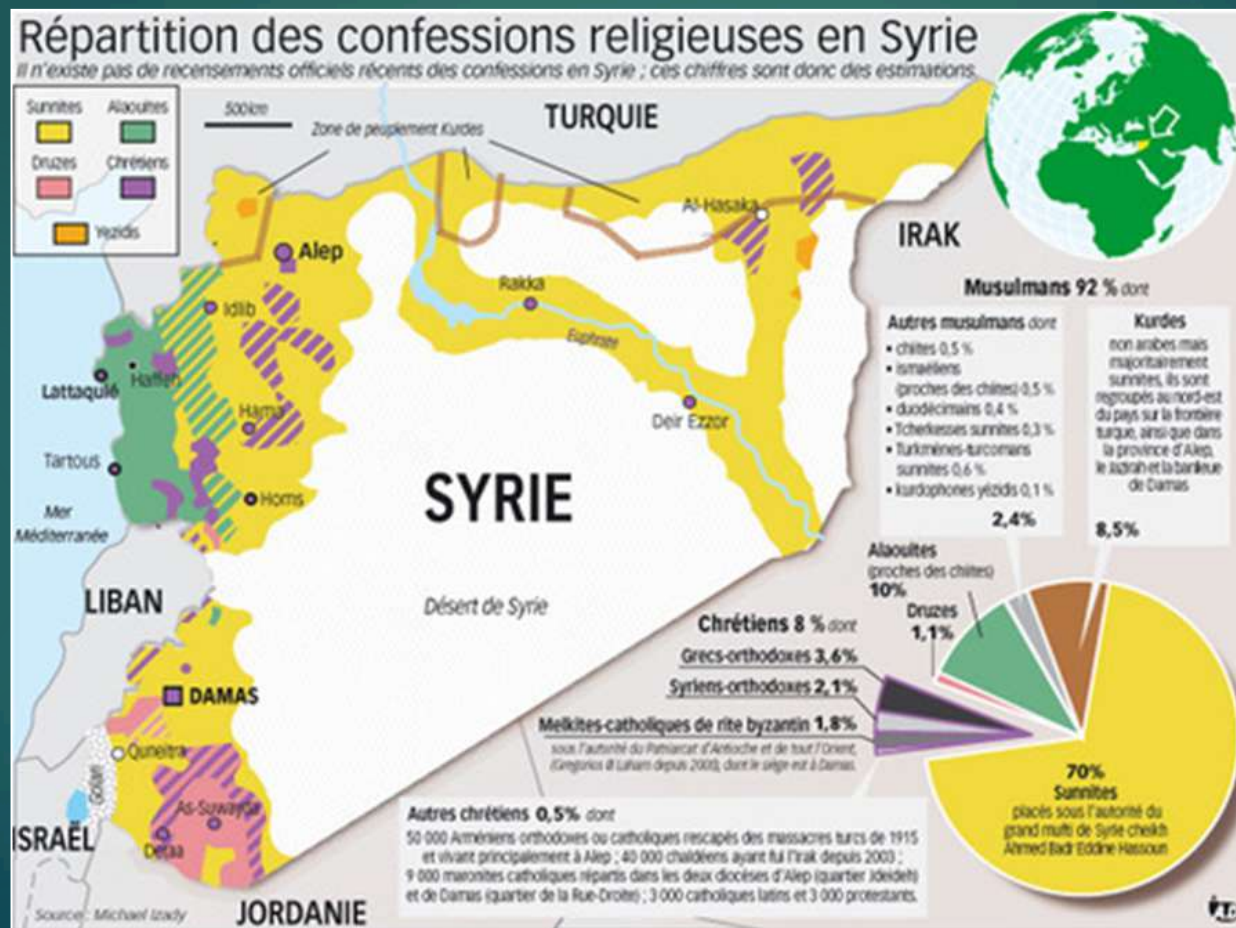 Répartition des confessions religieuses en Syrie
Il n'existe pas de recensements officiels récents des confessions en Syrie ; ces chiffres sont donc des estimations
Sunnites
Alaouites
Druzes
Chrétiens
Yezidis
500km
Zone de peuplement Kurdes
TURQUIE
Al-Hasaka
IRAK
Alep
Idlib
Rakka
Euphrate
Lattaquié
Haffeh
Hama
Deir Ezzor
Tartous
Homs
SYRIE
Mer
Méditerranée
LIBAN
Désert de Syrie
DAMAS
Quneitra
Golan
As-Suwayda
Deraa
ISRAËL
JORDANIE
Source : Michael Izady
Musulmans 92 % dont
Autres musulmans dont
• chiites 0,5 %
• ismaéliens
(proches des chiites) 0,5 %
• duodécimains 0,4 %
• Tcherkesses sunnites 0,3 %
• Turkmènes-turcomans
sunnites 0,6 %
• kurdophones yézidis 0,1 %
2,4%
Kurdes
non arabes mais
majoritairement
sunnites, ils sont
regroupés au nord-est
du pays sur la frontière
turque, ainsi que dans
la province d'Alep,
le Jazirah et la banlieue
de Damas
8,5%
Alaouites
(proches des chiites)
10%
Druzes
1,1%
Chrétiens 8 % dont
Grecs-orthodoxes 3,6%
Syriens-orthodoxes 2,1%
Melkites-catholiques de rite byzantin 1,8%
sous l'autorité du Patriarcat d'Antioche et de tout l'Orient,
(Gregorios III Laham depuis 2000), dont le siège est à Damas.
70%
Sunnites
placés sous l'autorité du
grand mufti de Syrie cheikh
Ahmed Badr Eddine Hassoun
Autres chrétiens 0,5% dont
50 000 Arméniens orthodoxes ou catholiques rescapés des massacres turcs de 1915
et vivant principalement à Alep ; 40 000 chaldéens ayant fui l'Irak depuis 2003 ;
9 000 maronites catholiques répartis dans les deux diocèses d'Alep (quartier Jdeideh)
et de Damas (quartier de la Rue-Droite) ; 3 000 catholiques latins et 3 000 protestants.